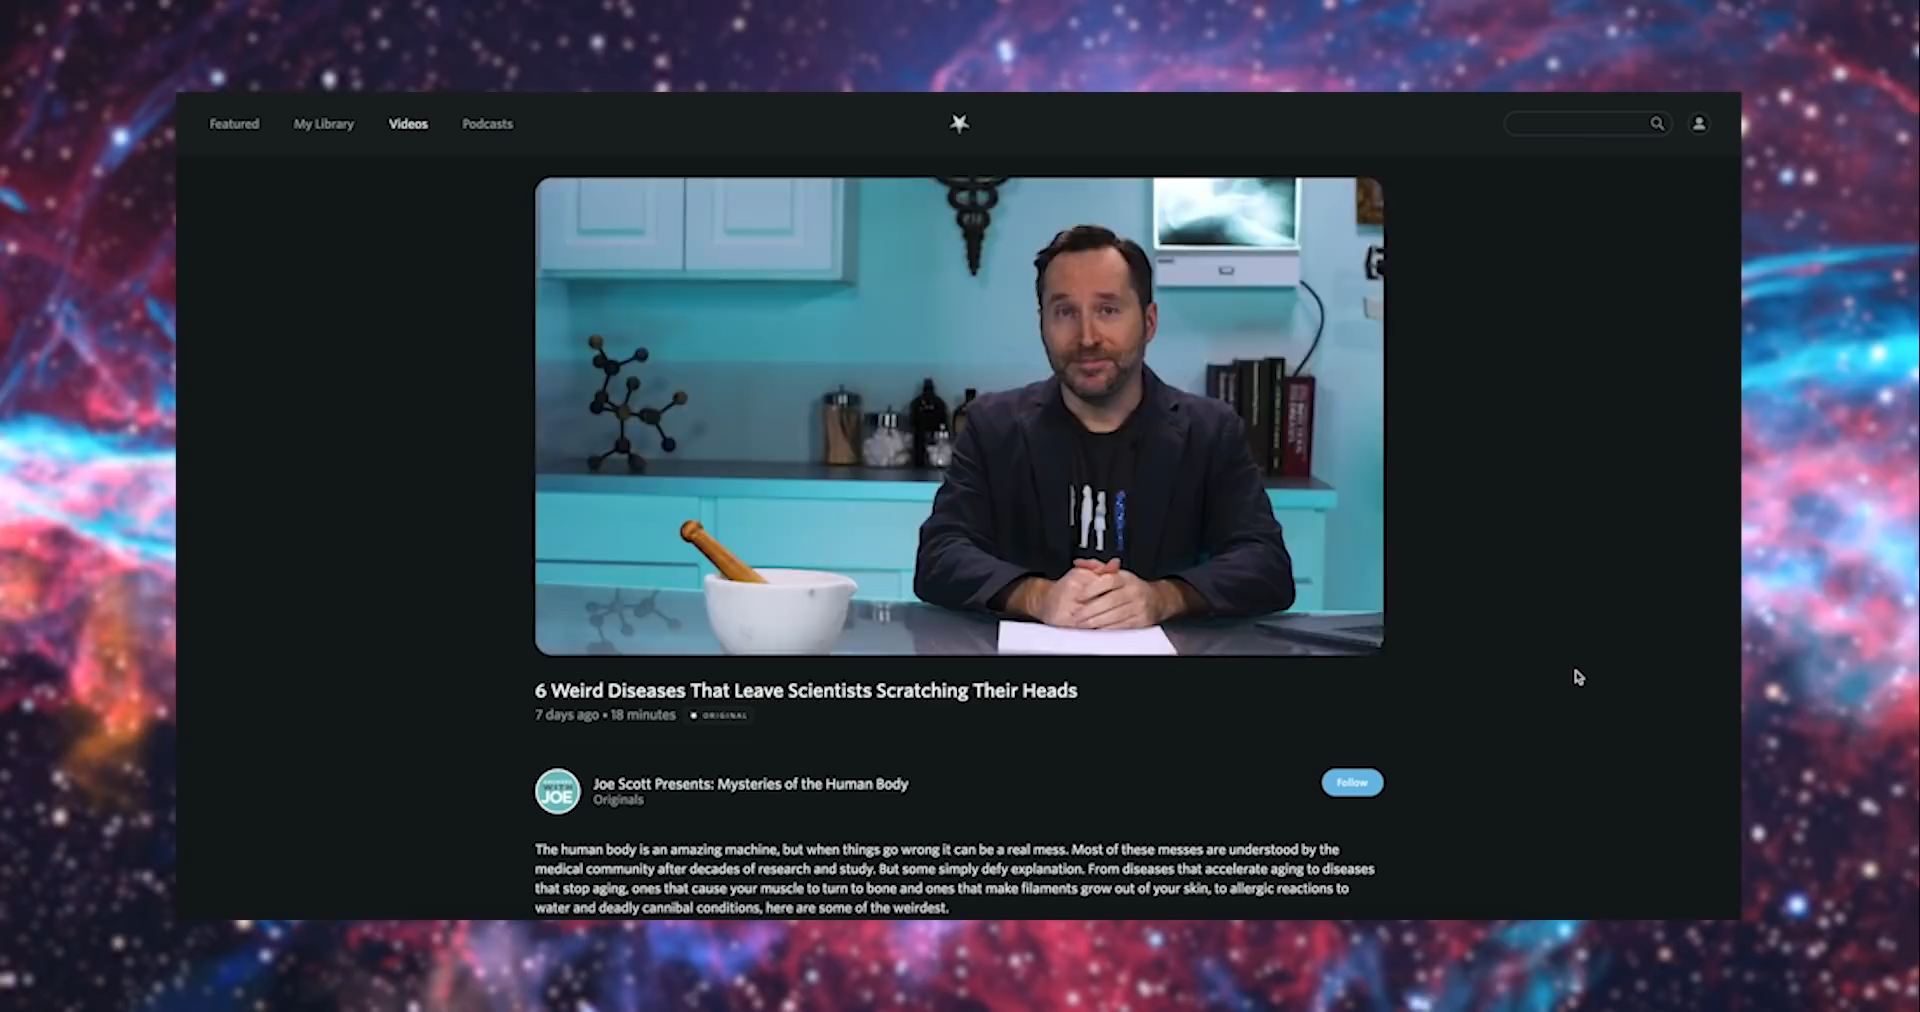 Featured
My Library
Videos
Podcasts
6 Weird Diseases That Leave Scientists Scratching Their Heads
7 days ago • 18 minutes ORIGINAL
WITH
JOE
Joe Scott Presents: Mysteries of the Human Body
Originals
Follow
The human body is an amazing machine, but when things go wrong it can be a real mess. Most of these messes are understood by the
medical community after decades of research and study. But some simply defy explanation. From diseases that accelerate aging to diseases
that stop aging, ones that cause your muscle to turn to bone and ones that make filaments grow out of your skin, to allergic reactions to
water and deadly cannibal conditions, here are some of the weirdest.